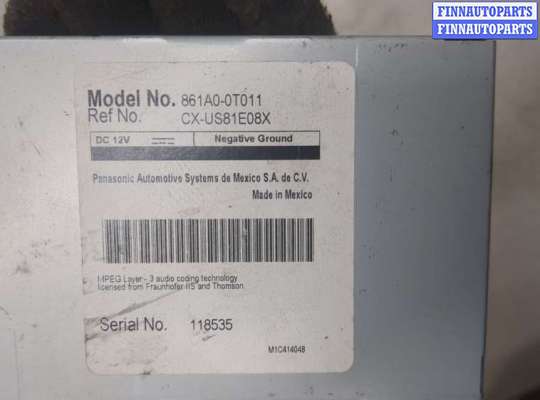 FINNAUTOPARTS
FINNAUTOPARTS
Model No. 861A0-0T011
Ref No. CX-US81E08X
DC 12V Negative Ground
Panasonic Automotive Systems de Mexico S.A. de C.V.
Made in Mexico
MPEG Layer - 3 audio coding technology
licensed from Fraunhofer IIS and Thomson.
Serial No. 118535
M1C414048